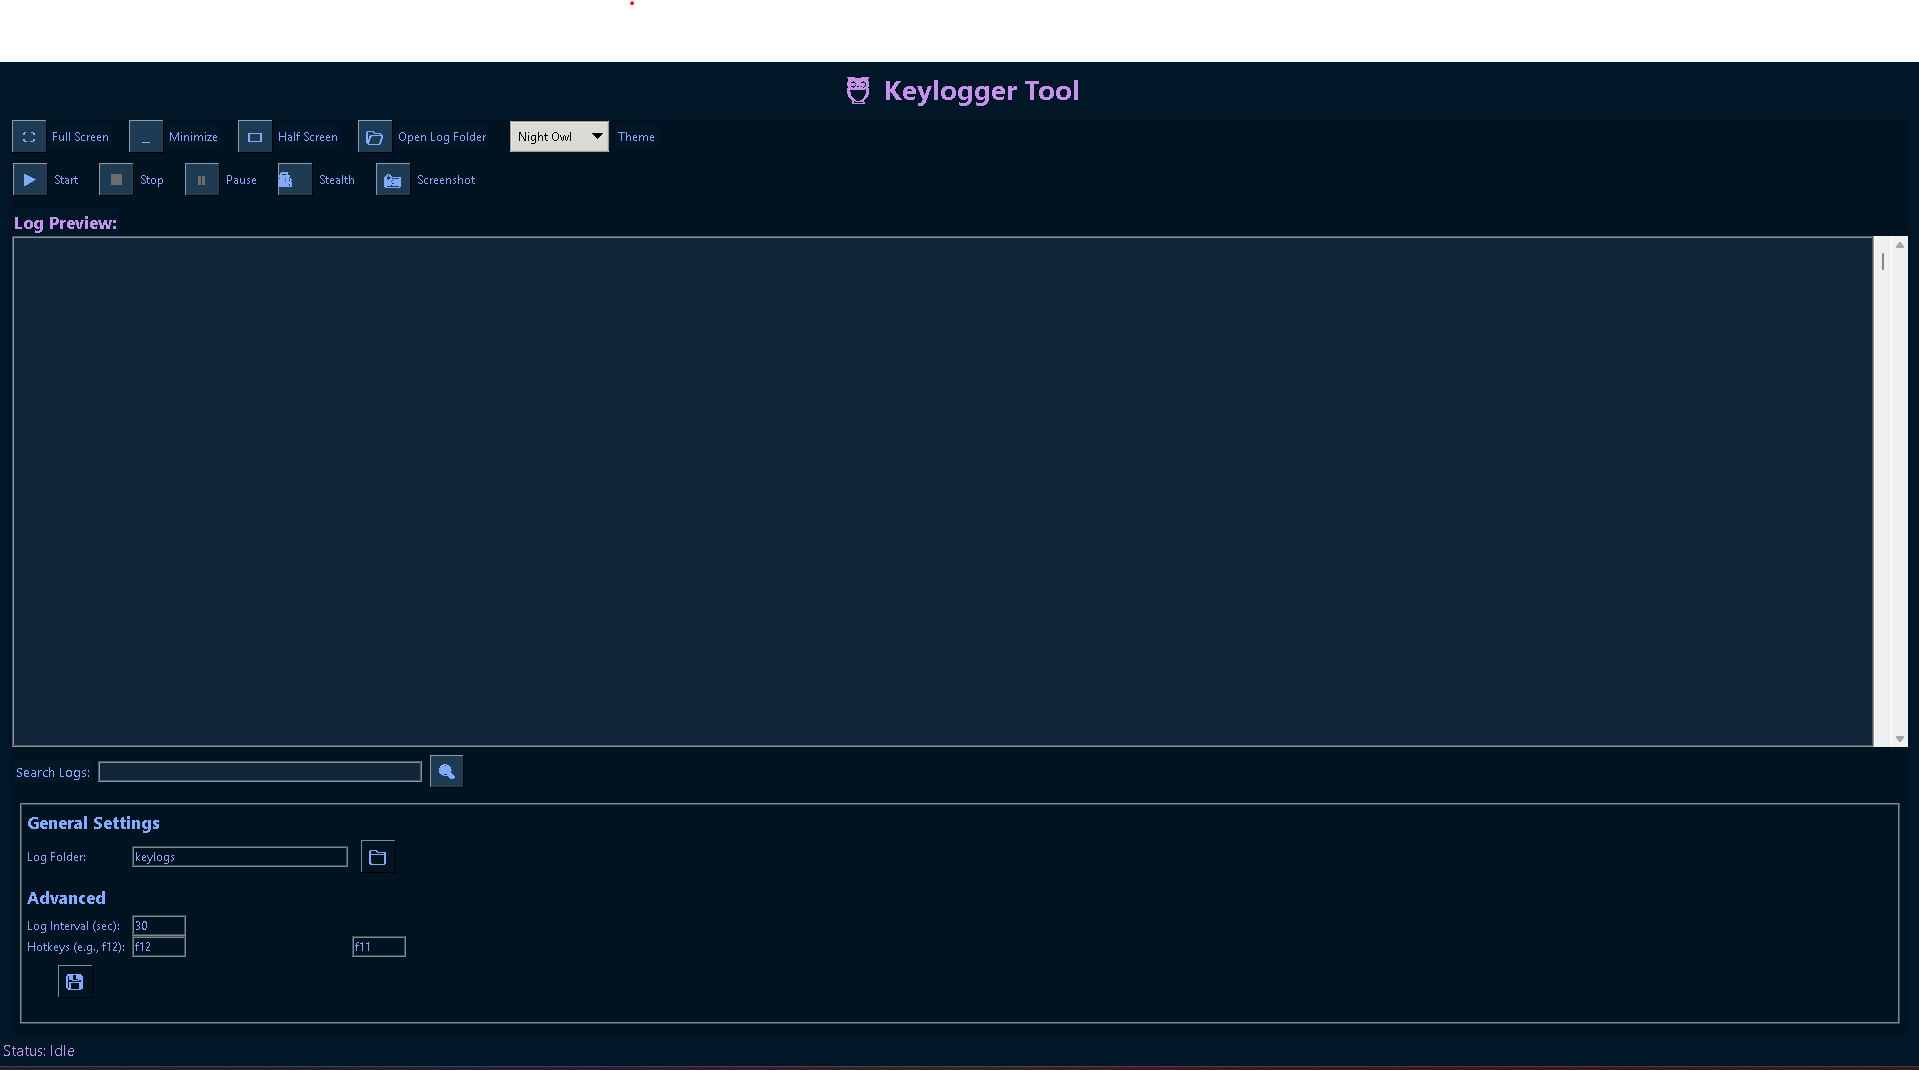 Keylogger Tool
Full Screen Minimize Half Screen Open Log Folder Night Owl Theme
Start Stop Pause Stealth Screenshot
Log Preview:
Search Logs:
General Settings
Log Folder: keylogs
Advanced
Log Interval (sec): 30
Hotkeys (e.g., f12): f12 f11
Status: Idle